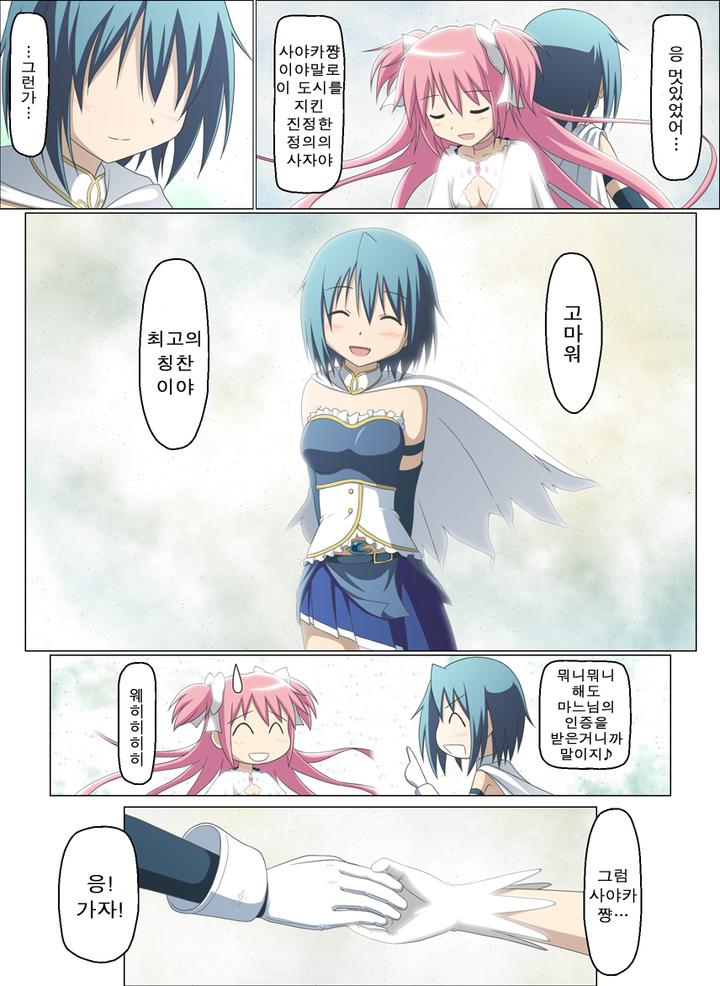 응 멋있었어…
사야카쨩
이야말로
이 도시를
지킨
진정한
정의의
사자야
…그런가…
고마워
최고의
칭찬
이야
뭐니뭐니
해도
마느님의
인증을
받은거니까
말이지♪
웨히히히히
그럼
사야카
쨩…
응!
가자!